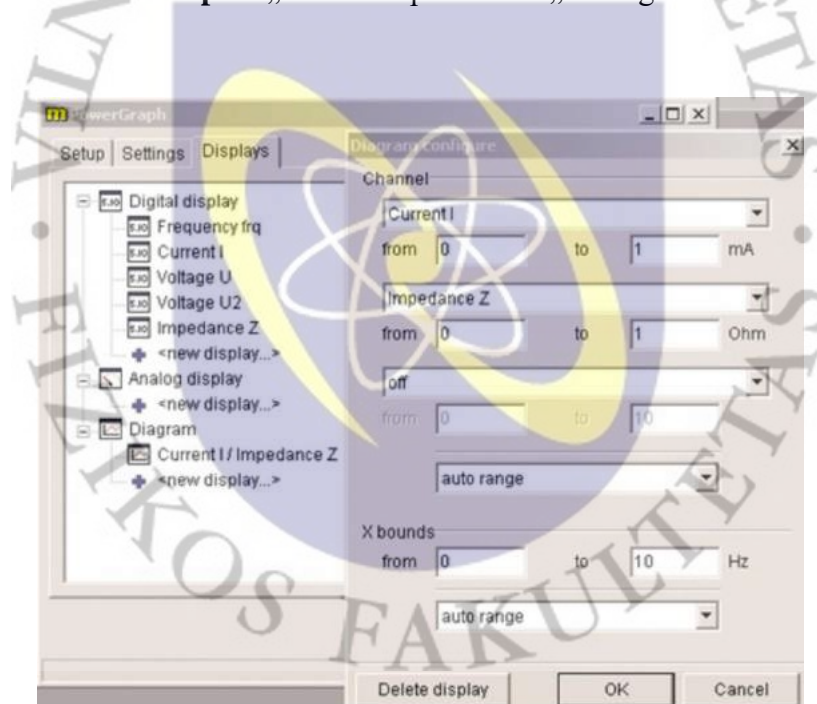 PowerGraph
Setup Settings Displays
Digital display
Frequency frq
Current I
Voltage U
Voltage U2
Impedance Z
<new display...>
Analog display
<new display...>
Diagram
Current I / Impedance Z
<new display...>
Diagram configure
Channel
Current I
from 0 to 1 mA
Impedance Z
from 0 to 1 Ohm
off
from 0 to 10
auto range
X bounds
from 0 to 10 Hz
auto range
Delete display OK Cancel
FIZIKOS FAKULTETAS